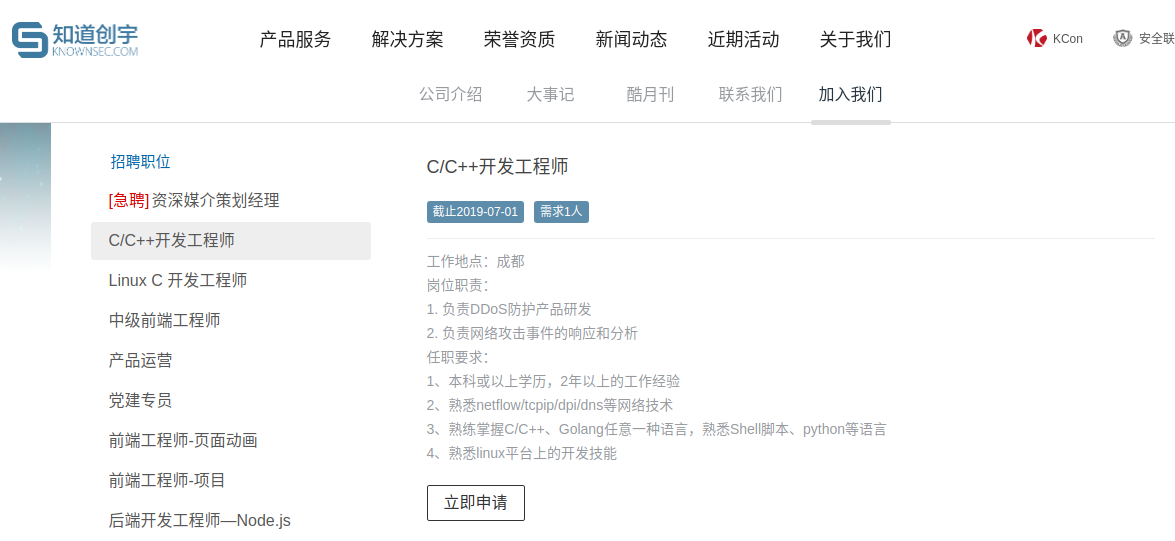 知道创宇
KNOWNSEC.COM
产品服务 解决方案 荣誉资质 新闻动态 近期活动 关于我们
KCon
安全联
公司介绍 大事记 酷月刊 联系我们 加入我们
招聘职位
[急聘]资深媒介策划经理
C/C++开发工程师
Linux C 开发工程师
中级前端工程师
产品运营
党建专员
前端工程师-页面动画
前端工程师-项目
后端开发工程师—Node.js
C/C++开发工程师
截止2019-07-01 需求1人
工作地点：成都
岗位职责：
1. 负责DDoS防护产品研发
2. 负责网络攻击事件的响应和分析
任职要求：
1、本科或以上学历，2年以上的工作经验
2、熟悉netflow/tcpip/dpi/dns等网络技术
3、熟练掌握C/C++、Golang任意一种语言，熟悉Shell脚本、python等语言
4、熟悉linux平台上的开发技能
立即申请